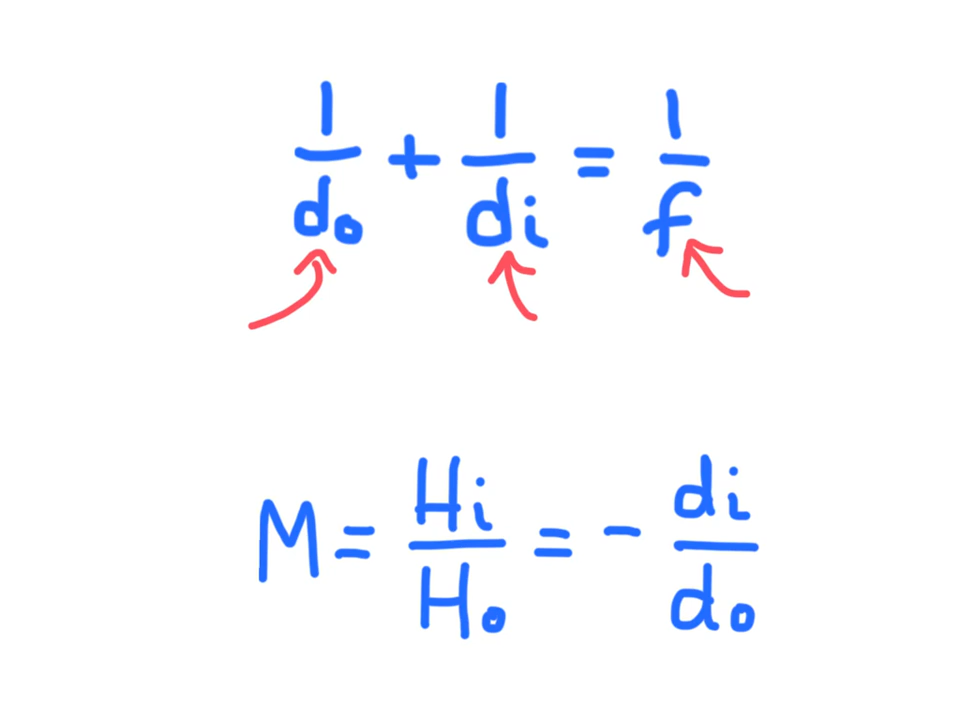 1/do + 1/di = 1/f
M = Hi/Ho = - di/do